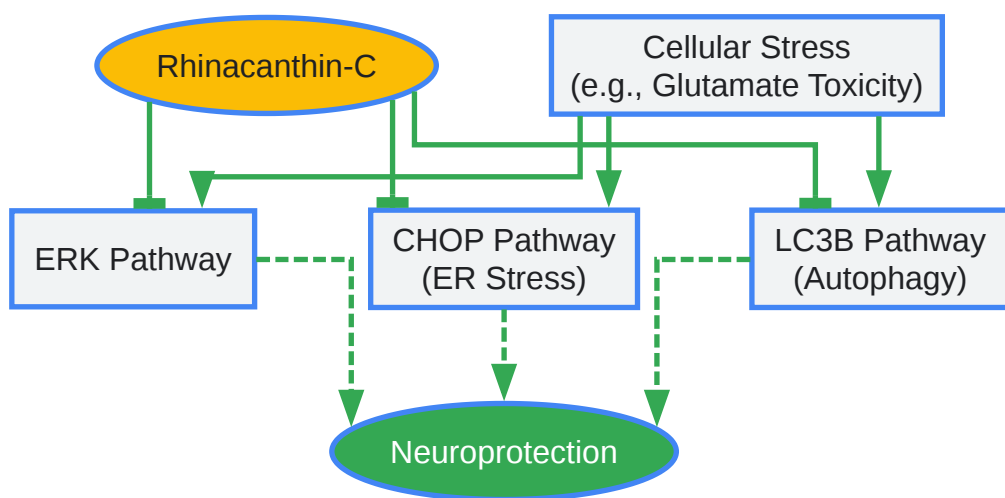 Rhinacanthin-C
Cellular Stress
(e.g., Glutamate Toxicity)
ERK Pathway
CHOP Pathway
(ER Stress)
LC3B Pathway
(Autophagy)
Neuroprotection